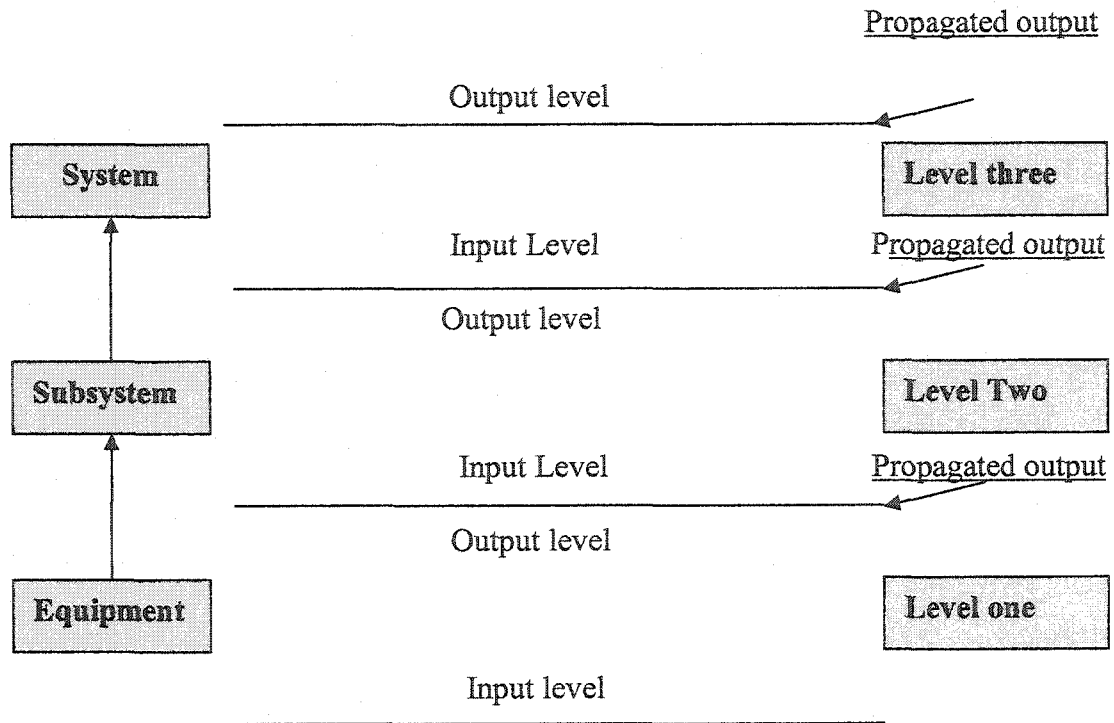 Propagated output
Output level
System
Level three
Input Level
Propagated output
Output level
Subsystem
Level Two
Input Level
Propagated output
Output level
Equipment
Level one
Input level